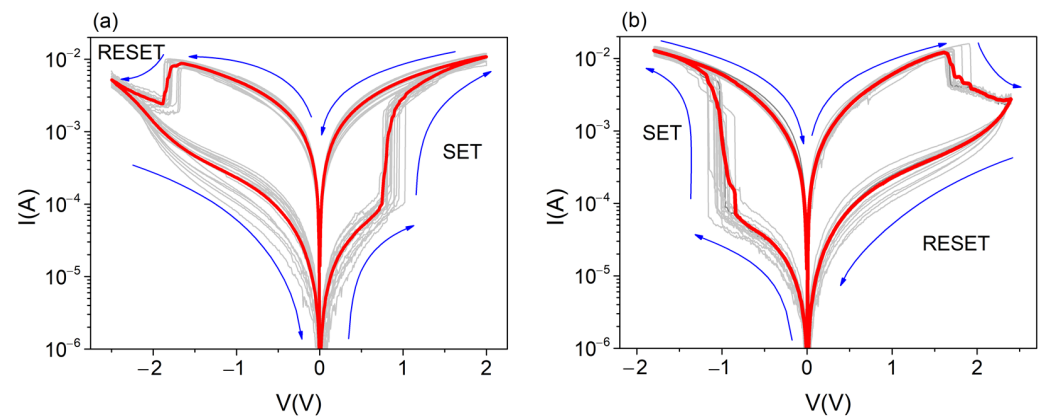 (a)
RESET
SET
I(A)
10⁻²
10⁻³
10⁻⁴
10⁻⁵
10⁻⁶
−2 −1 0 1 2
V(V)
(b)
SET
RESET
I(A)
10⁻²
10⁻³
10⁻⁴
10⁻⁵
10⁻⁶
−2 −1 0 1 2
V(V)